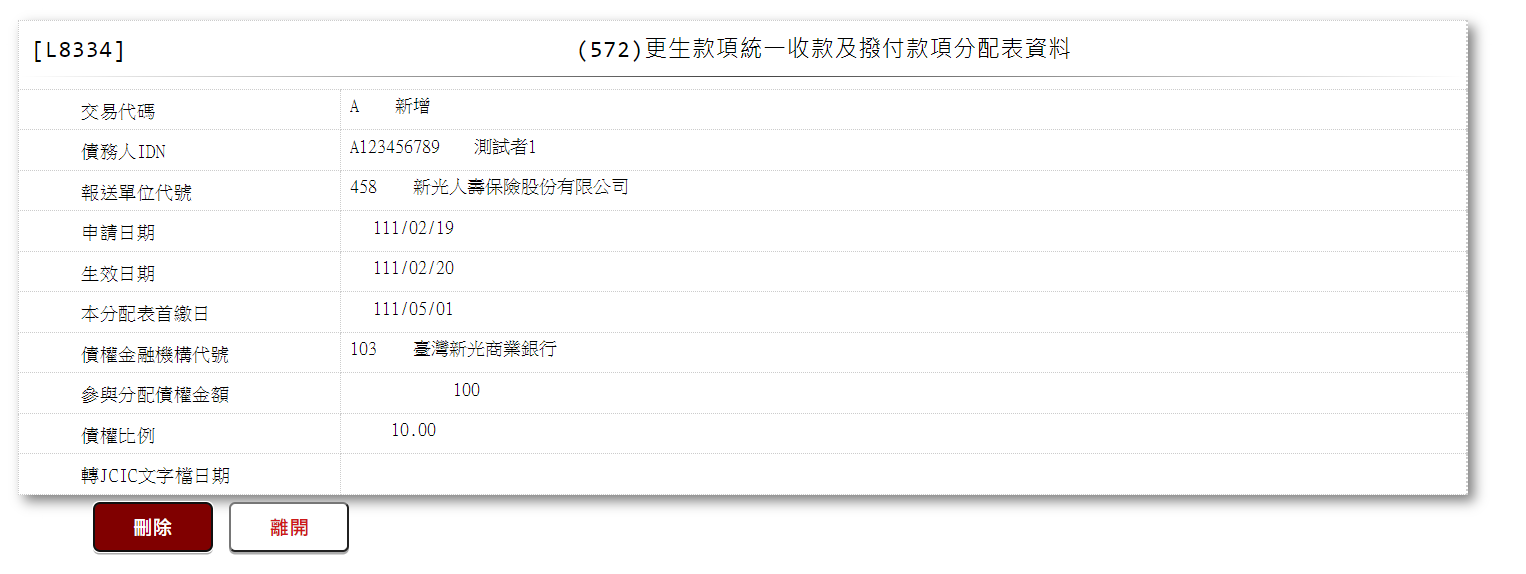 [L8334] (572)更生款項統一收款及撥付款項分配表資料
交易代碼 A 新增
債務人IDN A123456789 測試者1
報送單位代號 458 新光人壽保險股份有限公司
申請日期 111/02/19
生效日期 111/02/20
本分配表首繳日 111/05/01
債權金融機構代號 103 臺灣新光商業銀行
參與分配債權金額 100
債權比例 10.00
轉JCIC文字檔日期
刪除 離開